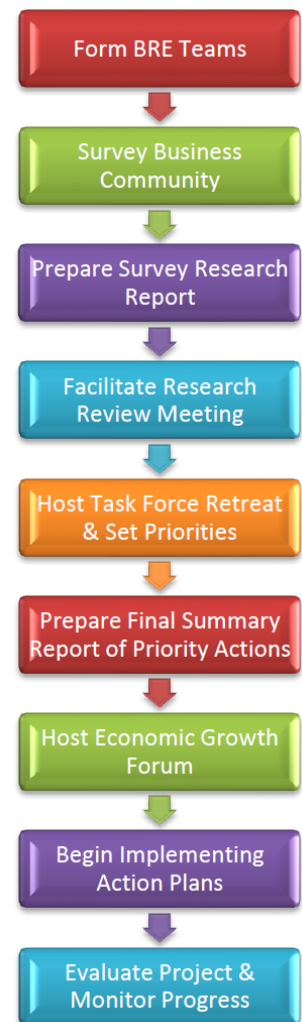 Form BRE Teams
Survey Business
Community
Prepare Survey Research
Report
Facilitate Research
Review Meeting
Host Task Force Retreat
& Set Priorities
Prepare Final Summary
Report of Priority Actions
Host Economic Growth
Forum
Begin Implementing
Action Plans
Evaluate Project &
Monitor Progress